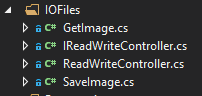 IOFiles
C# GetImage.cs
C# IReadWriteController.cs
C# ReadWriteController.cs
C# SaveImage.cs